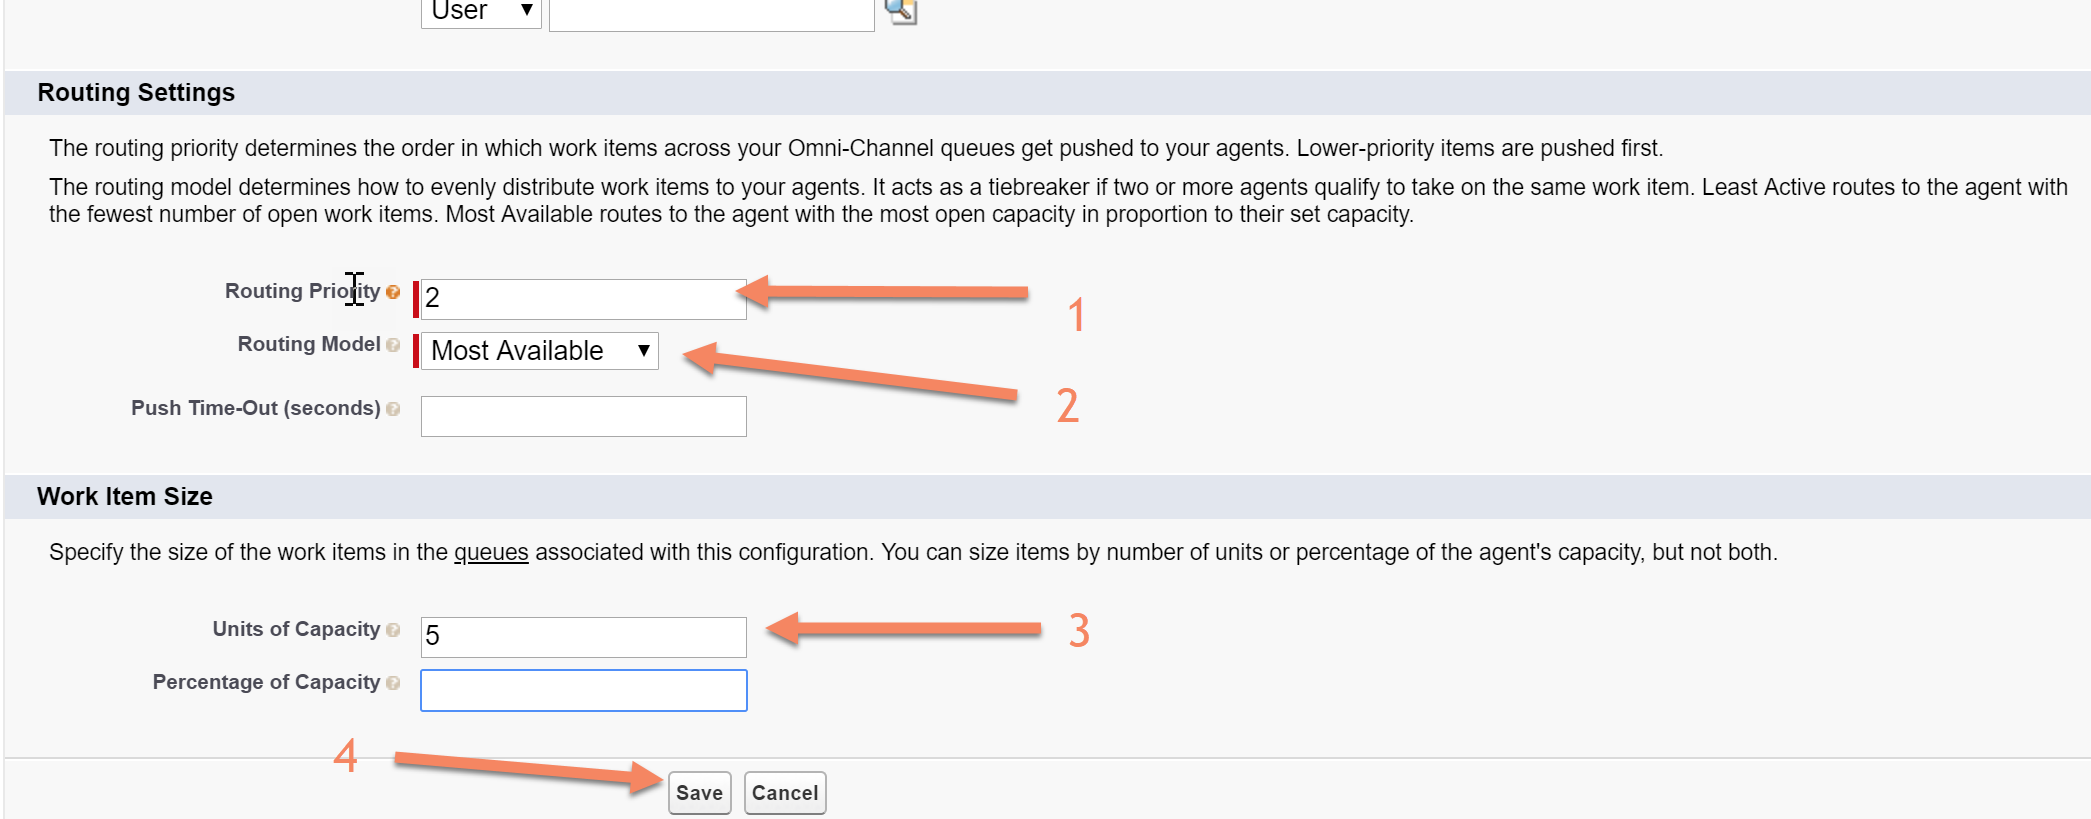 User
Routing Settings
The routing priority determines the order in which work items across your Omni-Channel queues get pushed to your agents. Lower-priority items are pushed first.
The routing model determines how to evenly distribute work items to your agents. It acts as a tiebreaker if two or more agents qualify to take on the same work item. Least Active routes to the agent with
the fewest number of open work items. Most Available routes to the agent with the most open capacity in proportion to their set capacity.
Routing Priority ? 2
1
Routing Model ? Most Available
2
Push Time-Out (seconds) ?
Work Item Size
Specify the size of the work items in the queues associated with this configuration. You can size items by number of units or percentage of the agent's capacity, but not both.
Units of Capacity ? 5
3
Percentage of Capacity ?
4
Save Cancel